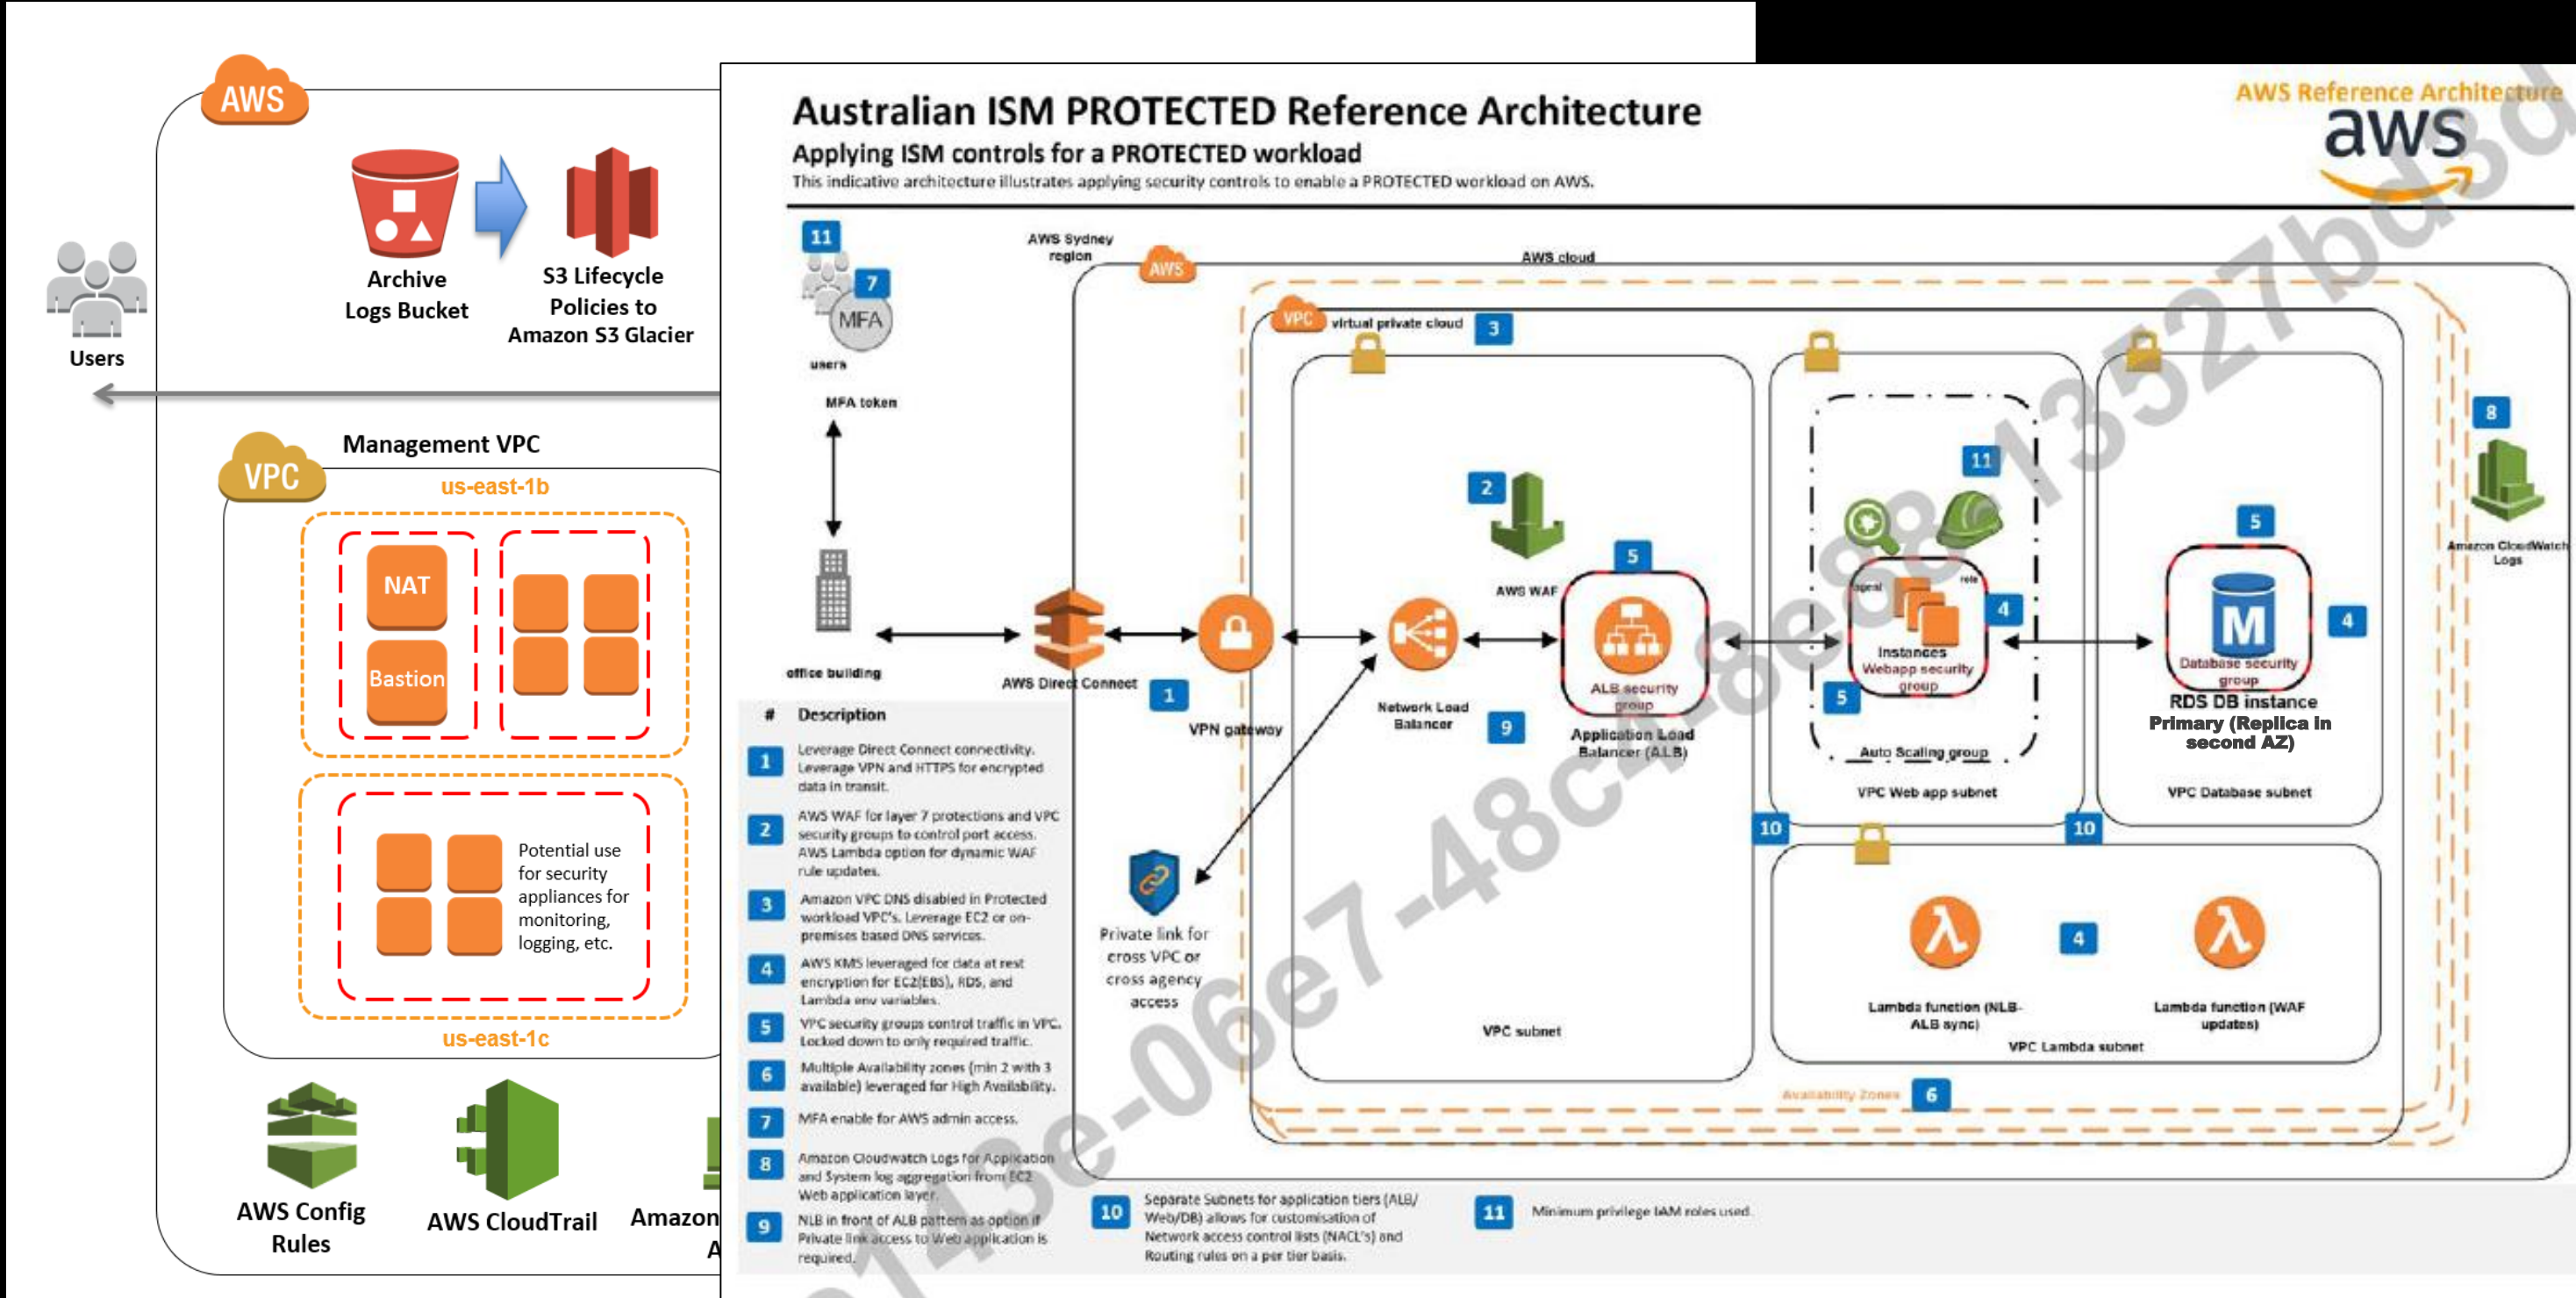 AWS
Archive
Logs Bucket
S3 Lifecycle
Policies to
Amazon S3 Glacier
Users
Management VPC
VPC
us-east-1b
NAT
Bastion
Potential use
for security
appliances for
monitoring,
logging, etc.
us-east-1c
AWS Config
Rules
AWS CloudTrail
Amazon
A
Australian ISM PROTECTED Reference Architecture
Applying ISM controls for a PROTECTED workload
This indicative architecture illustrates applying security controls to enable a PROTECTED workload on AWS.
AWS Reference Architecture
aws
11
7
MFA
users
MFA token
office building
AWS Sydney
region
AWS
AWS cloud
VPC
virtual private cloud
3
AWS Direct Connect
1
VPN gateway
2
AWS WAF
Network Load
Balancer
9
5
ALB security
group
Application Load
Balancer (ALB)
11
agent
role
4
Instances
Webapp security
group
5
Auto Scaling group
VPC Web app subnet
5
4
Database security
group
RDS DB instance
Primary (Replica in
second AZ)
VPC Database subnet
8
Amazon CloudWatch
Logs
10
10
Private link for
cross VPC or
cross agency
access
VPC subnet
4
Lambda function (NLB-
ALB sync)
Lambda function (WAF
updates)
VPC Lambda subnet
Availability Zones
6
# Description
1 Leverage Direct Connect connectivity.
Leverage VPN and HTTPS for encrypted
data in transit.
2 AWS WAF for layer 7 protections and VPC
security groups to control port access.
AWS Lambda option for dynamic WAF
rule updates.
3 Amazon VPC DNS disabled in Protected
workload VPC's. Leverage EC2 or on-
premises based DNS services.
4 AWS KMS leveraged for data at rest
encryption for EC2(EBS), RDS, and
Lambda env variables.
5 VPC security groups control traffic in VPC.
Locked down to only required traffic.
6 Multiple Availability zones (min 2 with 3
available) leveraged for High Availability.
7 MFA enable for AWS admin access.
8 Amazon Cloudwatch Logs for Application
and System log aggregation from EC2
Web application layer.
9 NLB in front of ALB pattern as option if
Private link access to Web application is
required.
10 Separate Subnets for application tiers (ALB/
Web/DB) allows for customisation of
Network access control lists (NACL's) and
Routing rules on a per tier basis.
11 Minimum privilege IAM roles used.
143e-06e7-48c4-8e88-13527bd3d